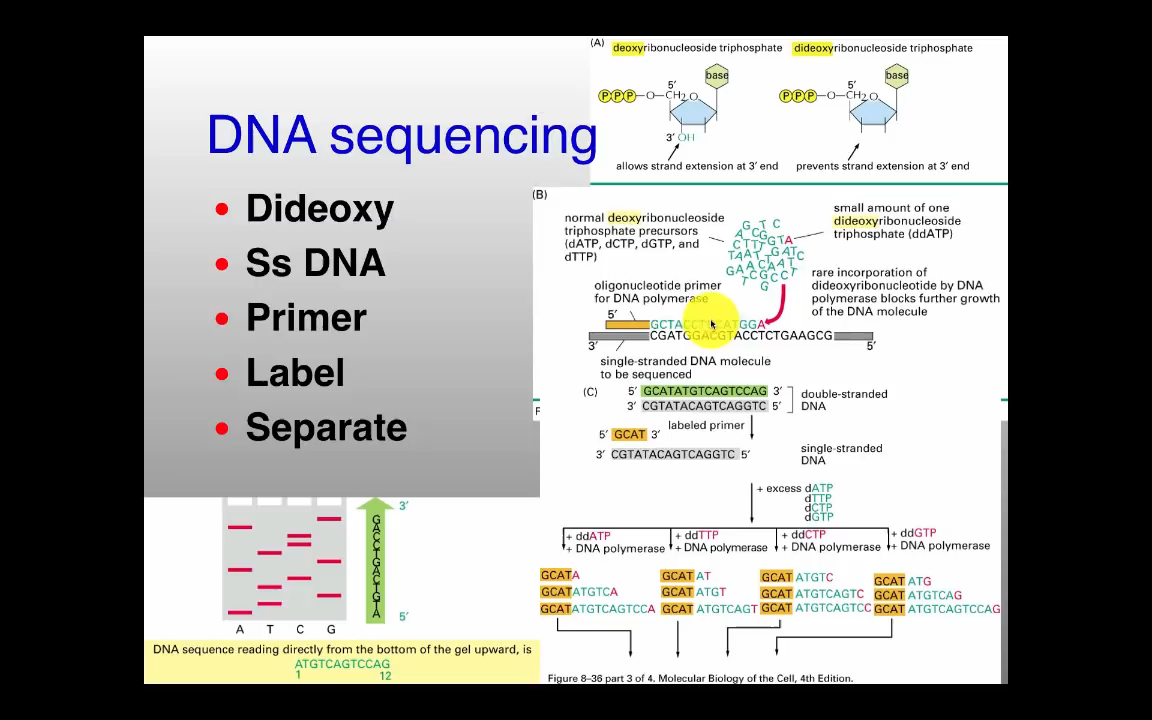 DNA sequencing
Dideoxy
Ss DNA
Primer
Label
Separate
(A)
deoxyribonucleoside triphosphate
dideoxyribonucleoside triphosphate
base
base
5′
5′
PPP
O
CH2
O
PPP
O
CH2
O
3′ OH
allows strand extension at 3′ end
prevents strand extension at 3′ end
(B)
normal deoxyribonucleoside
triphosphate precursors
(dATP, dCTP, dGTP, and
dTTP)
small amount of one
dideoxyribonucleoside
triphosphate (ddATP)
rare incorporation of
dideoxyribonucleotide by DNA
polymerase blocks further growth
of the DNA molecule
oligonucleotide primer
for DNA polymerase
5′
3′
CGATGGACGTACCTCTGAAGCG
5′
single-stranded DNA molecule
to be sequenced
(C)
5′ GCATATGTCAGTCCAG 3′
3′ CGTATACAGTCAGGTC 5′
double-stranded
DNA
labeled primer
5′ GCAT 3′
3′ CGTATACAGTCAGGTC 5′
single-stranded
DNA
+ excess dATP
dTTP
dCTP
dGTP
+ ddATP
+ DNA polymerase
+ ddTTP
+ DNA polymerase
+ ddCTP
+ DNA polymerase
+ ddGTP
+ DNA polymerase
GCATA
GCATATGTCA
GCATATGTCAGTCCA
GCAT AT
GCAT ATGT
GCAT ATGTCAGT
GCAT ATGTC
GCAT ATGTCAGTC
GCAT ATGTCAGTCC
GCAT ATG
GCAT ATGTCAG
GCAT ATGTCAGTCCAG
Figure 8–36 part 3 of 4. Molecular Biology of the Cell, 4th Edition.
3′
GACCTGACTGTA
5′
A T C G
DNA sequence reading directly from the bottom of the gel upward, is
ATGTCAGTCCAG
1 12